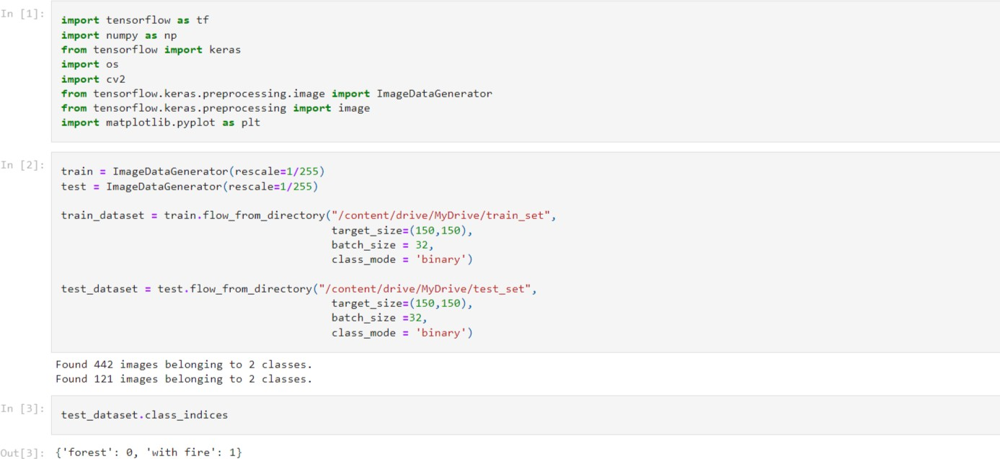 In [1]:
import tensorflow as tf
import numpy as np
from tensorflow import keras
import os
import cv2
from tensorflow.keras.preprocessing.image import ImageDataGenerator
from tensorflow.keras.preprocessing import image
import matplotlib.pyplot as plt
In [2]:
train = ImageDataGenerator(rescale=1/255)
test = ImageDataGenerator(rescale=1/255)
train_dataset = train.flow_from_directory("/content/drive/MyDrive/train_set",
target_size=(150,150),
batch_size = 32,
class_mode = 'binary')
test_dataset = test.flow_from_directory("/content/drive/MyDrive/test_set",
target_size=(150,150),
batch_size =32,
class_mode = 'binary')
Found 442 images belonging to 2 classes.
Found 121 images belonging to 2 classes.
In [3]:
test_dataset.class_indices
Out[3]: {'forest': 0, 'with fire': 1}